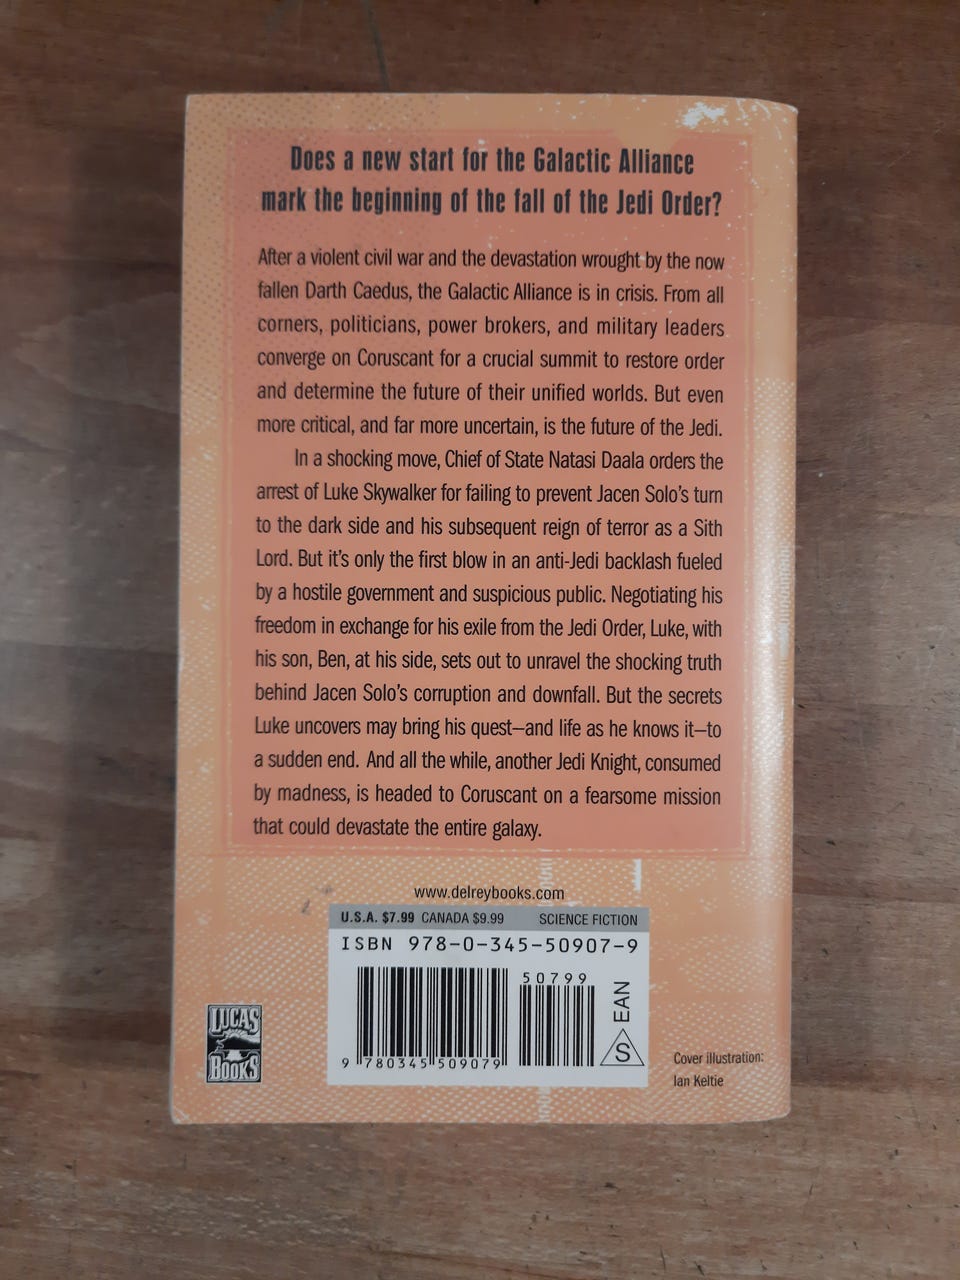 Does a new start for the Galactic Alliance
mark the beginning of the fall of the Jedi Order?
After a violent civil war and the devastation wrought by the now
fallen Darth Caedus, the Galactic Alliance is in crisis. From all
corners, politicians, power brokers, and military leaders
converge on Coruscant for a crucial summit to restore order
and determine the future of their unified worlds. But even
more critical, and far more uncertain, is the future of the Jedi.
In a shocking move, Chief of State Natasi Daala orders the
arrest of Luke Skywalker for failing to prevent Jacen Solo's turn
to the dark side and his subsequent reign of terror as a Sith
Lord. But it's only the first blow in an anti-Jedi backlash fueled
by a hostile government and suspicious public. Negotiating his
freedom in exchange for his exile from the Jedi Order, Luke, with
his son, Ben, at his side, sets out to unravel the shocking truth
behind Jacen Solo's corruption and downfall. But the secrets
Luke uncovers may bring his quest—and life as he knows it—to
a sudden end. And all the while, another Jedi Knight, consumed
by madness, is headed to Coruscant on a fearsome mission
that could devastate the entire galaxy.
www.delreybooks.com
U.S.A. $7.99 CANADA $9.99 SCIENCE FICTION
ISBN 978-0-345-50907-9
50799
EAN
S
9 780345 509079
LUCAS
BOOKS
Cover illustration:
Ian Keltie